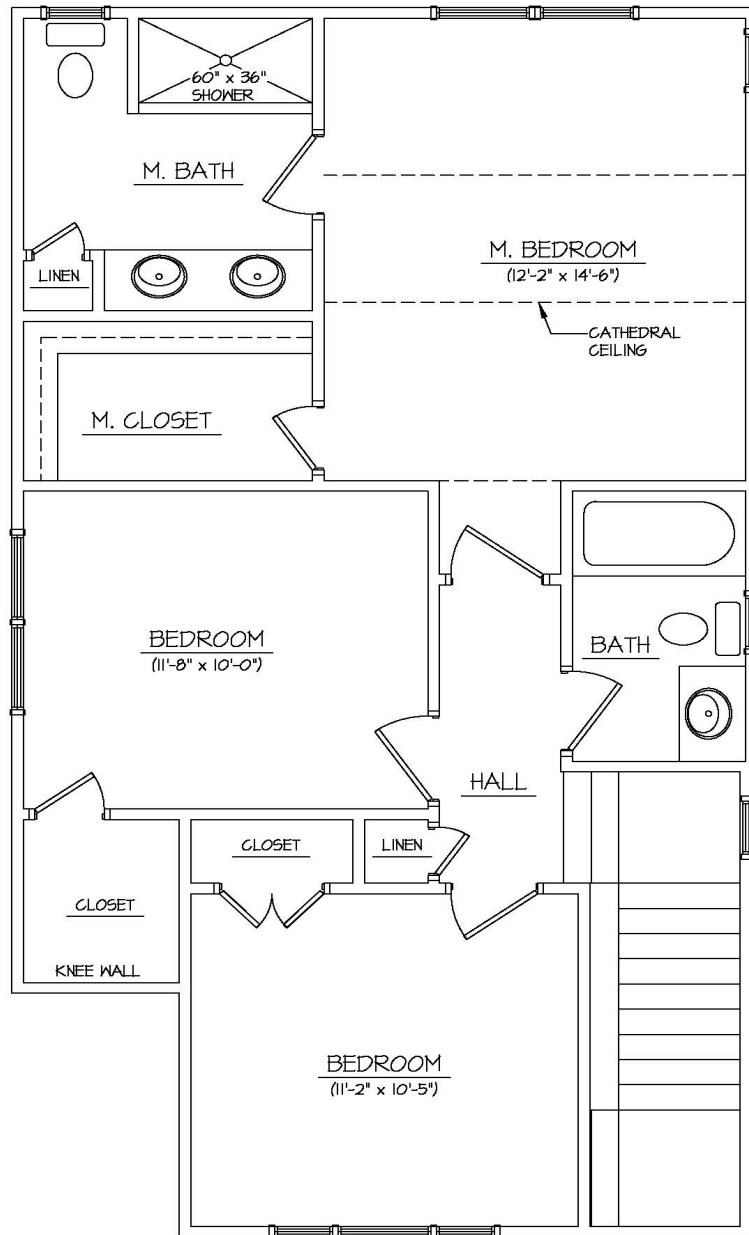 60" x 36"
SHOWER
M. BATH
LINEN
M. BEDROOM
(12'-2" x 14'-6")
CATHEDRAL
CEILING
M. CLOSET
BEDROOM
(11'-8" x 10'-0")
BATH
HALL
CLOSET
LINEN
CLOSET
KNEE WALL
BEDROOM
(11'-2" x 10'-5")